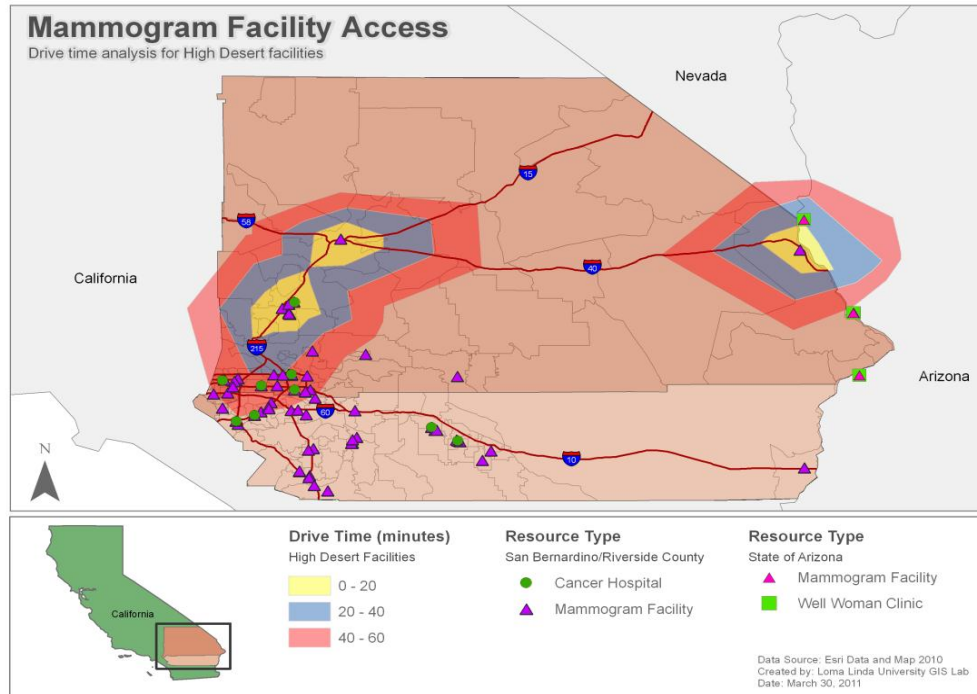 Mammogram Facility Access
Drive time analysis for High Desert facilities
Nevada
15
58
California
40
215
Arizona
60
10
N
California
Drive Time (minutes)
High Desert Facilities
0 - 20
20 - 40
40 - 60
Resource Type
San Bernardino/Riverside County
Cancer Hospital
Mammogram Facility
Resource Type
State of Arizona
Mammogram Facility
Well Woman Clinic
Data Source: Esri Data and Map 2010
Created by: Loma Linda University GIS Lab
Date: March 30, 2011